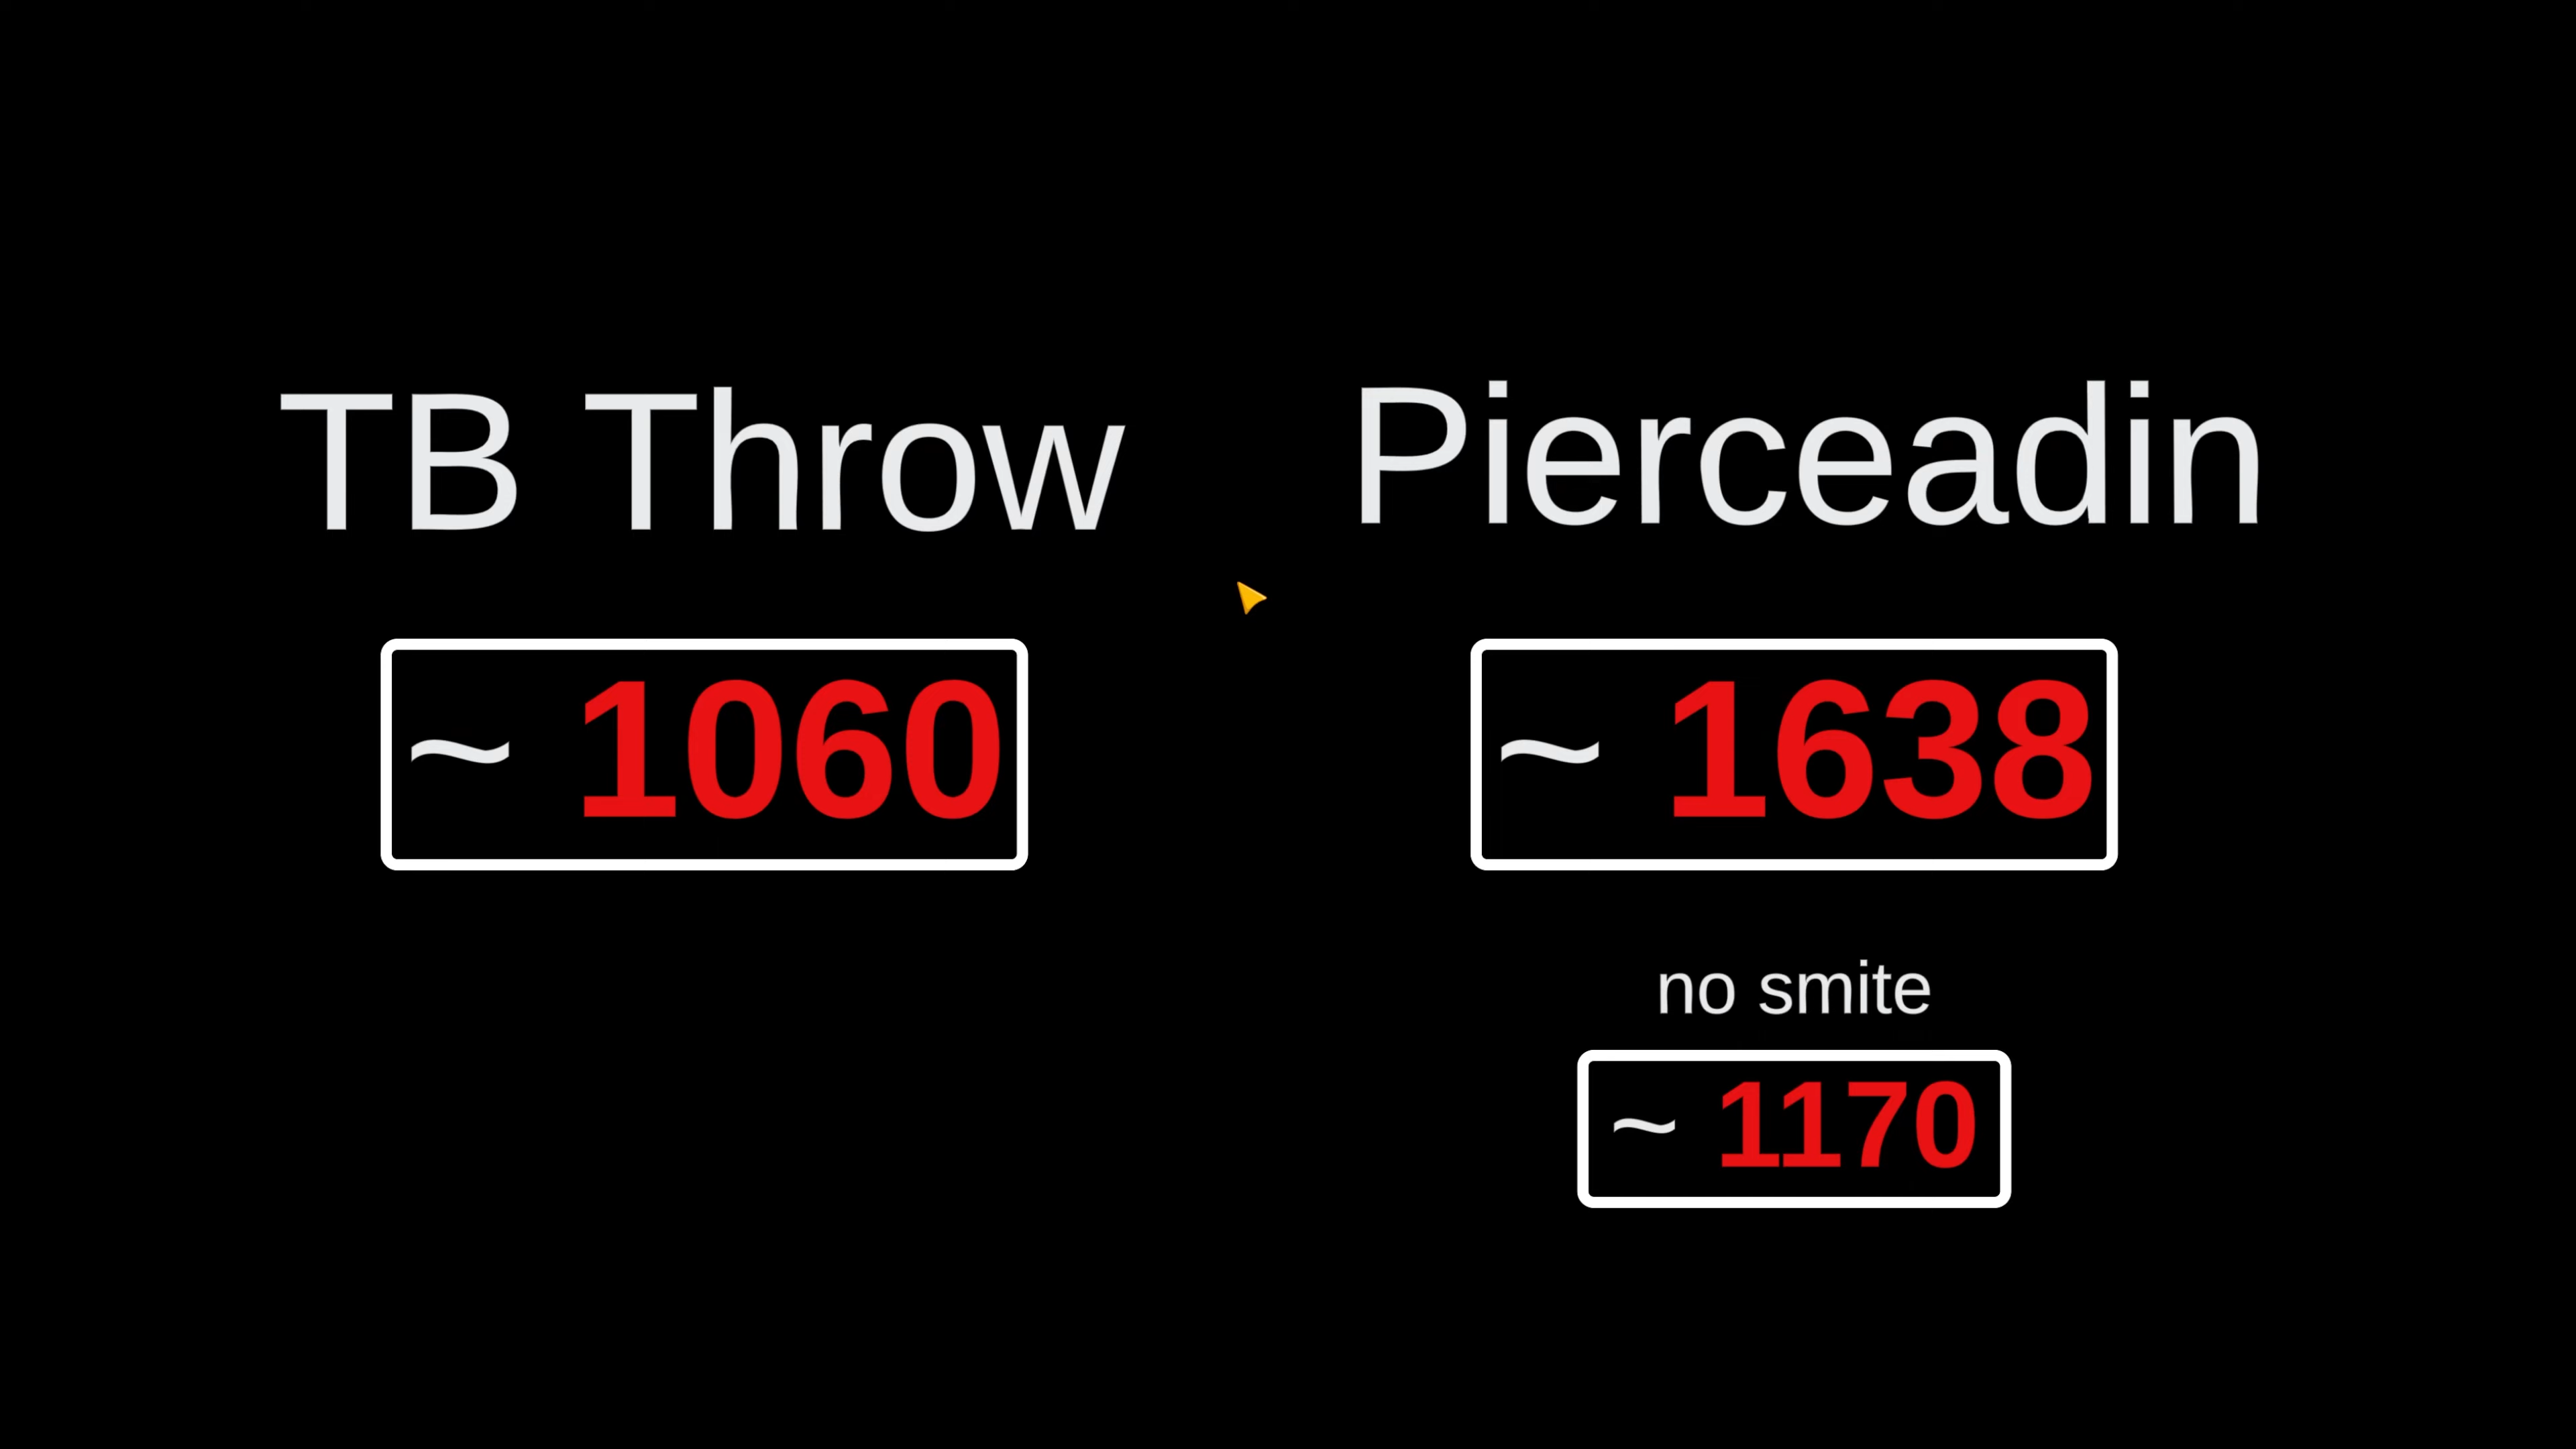 TB Throw
~ 1060
Pierceadin
~ 1638
no smite
~ 1170